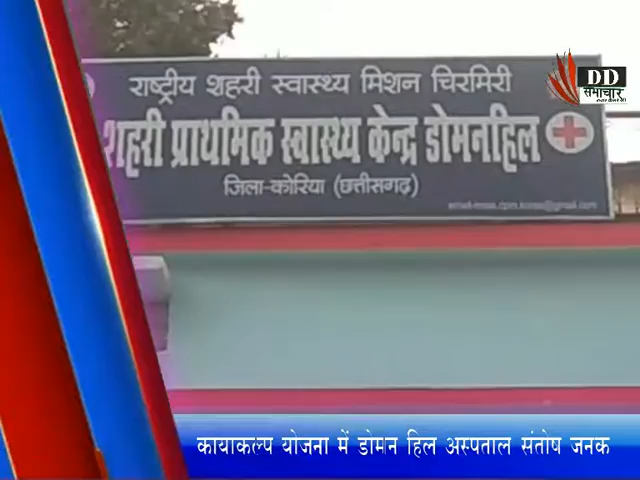 DD
समाचार
राष्ट्रीय शहरी स्वास्थ्य मिशन चिरमिरी
शहरी प्राथमिक स्वास्थ्य केन्द्र डोमनहिल
जिला-कोरिया (छत्तीसगढ़)
कायाकल्प योजना में डोमन हिल अस्पताल संतोष जनक